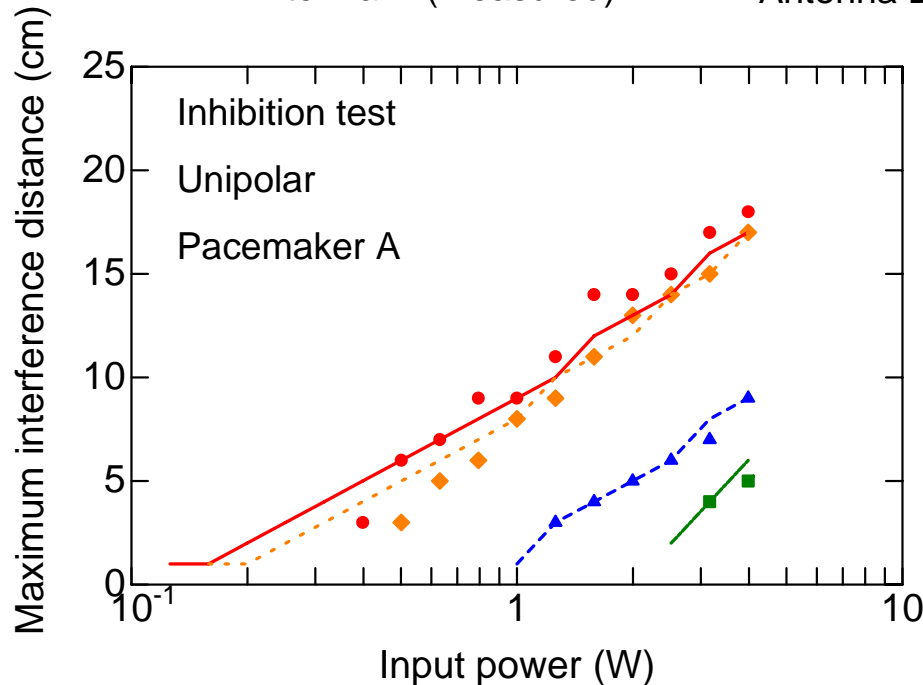 Maximum interference distance (cm)
25
20
15
10
5
0
Inhibition test
Unipolar
Pacemaker A
10-1
1
10
Input power (W)